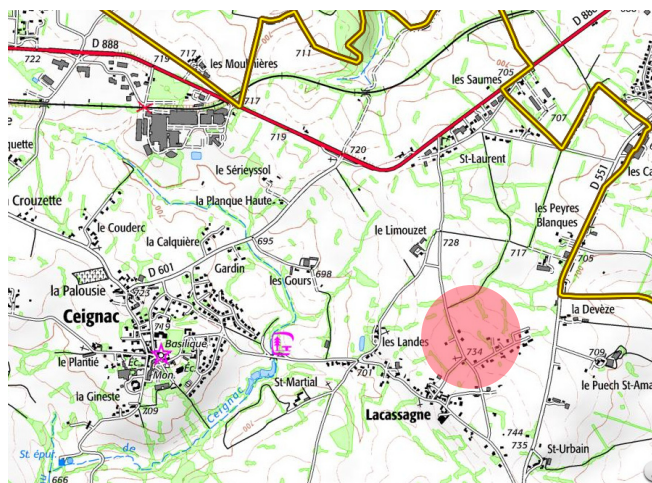 D 888
722
719
717
les Moulinières
717
711
700
719
720
les Saumes
705
707
St-Laurent
D 551
les Ca
quette
Crouzette
le Sérieyssol
la Planque Haute
le Couderc
la Calquière
695
D 601
Gardin
les Gours
698
le Limouzet
728
717
les Peyres
Blanques
705
la Palousie
723
Ceignac
719
Basilique
Éc.
Mon.
Éc.
le Plantié
la Gineste
709
les Landes
701
734
la Devèze
709
le Puech St-Ama
St-Martial
Lacassagne
744
735
St-Urbain
700
de Ceignac
St. épur.
666